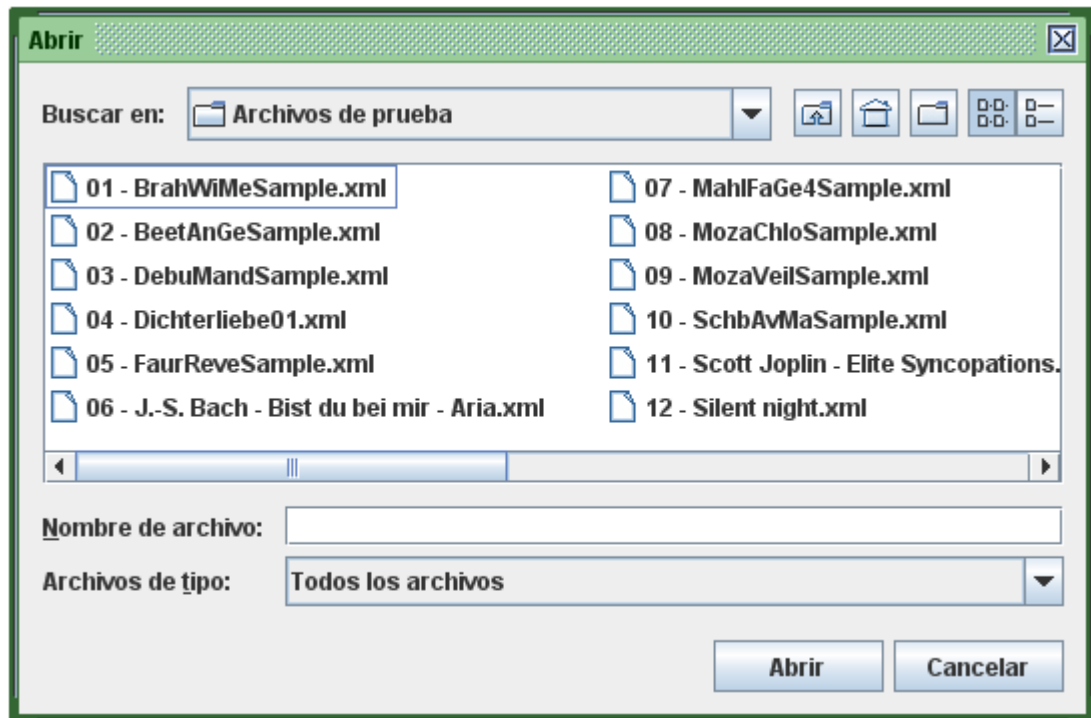 Abrir
Buscar en: Archivos de prueba
01 - BrahWiMeSample.xml
02 - BeetAnGeSample.xml
03 - DebuMandSample.xml
04 - Dichterliebe01.xml
05 - FaurReveSample.xml
06 - J.-S. Bach - Bist du bei mir - Aria.xml
07 - MahlFaGe4Sample.xml
08 - MozaChloSample.xml
09 - MozaVeilSample.xml
10 - SchbAvMaSample.xml
11 - Scott Joplin - Elite Syncopations.
12 - Silent night.xml
Nombre de archivo:
Archivos de tipo: Todos los archivos
Abrir Cancelar